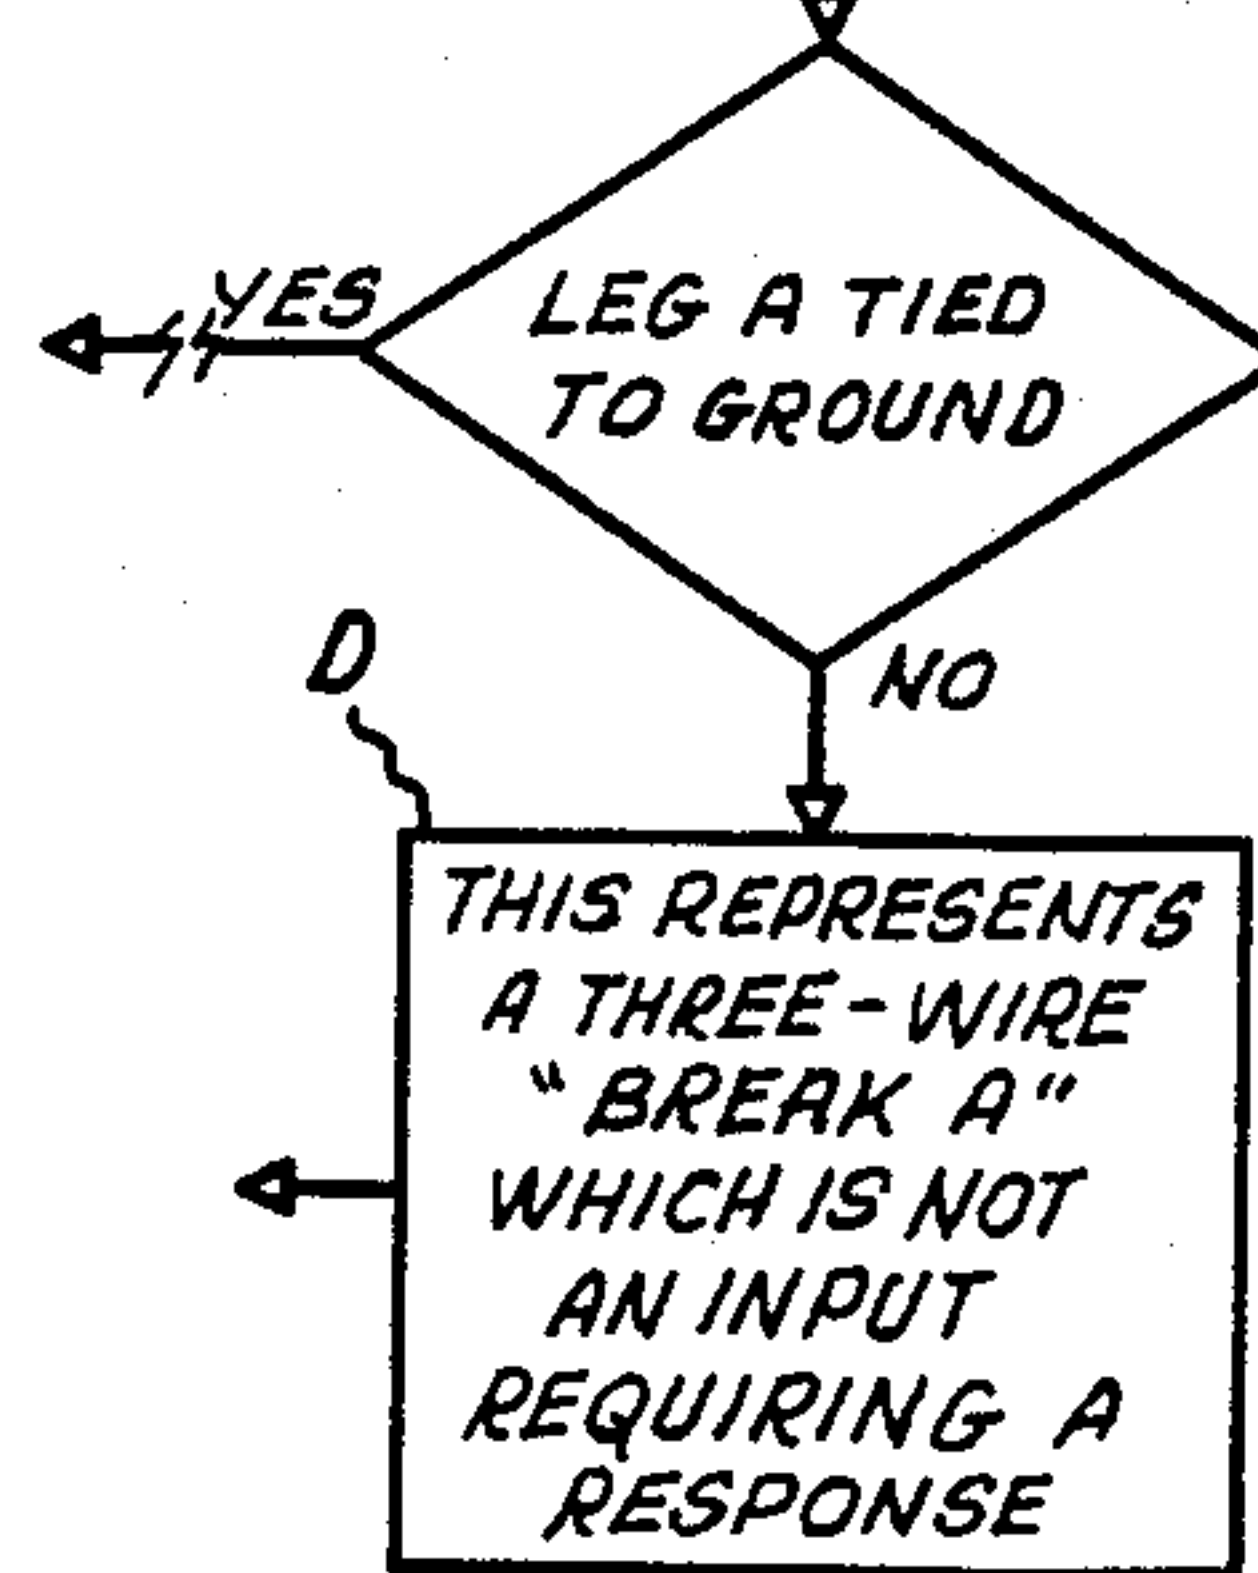 YES
LEG A TIED
TO GROUND
NO
D
THIS REPRESENTS
A THREE-WIRE
"BREAK A"
WHICH IS NOT
AN INPUT
REQUIRING A
RESPONSE